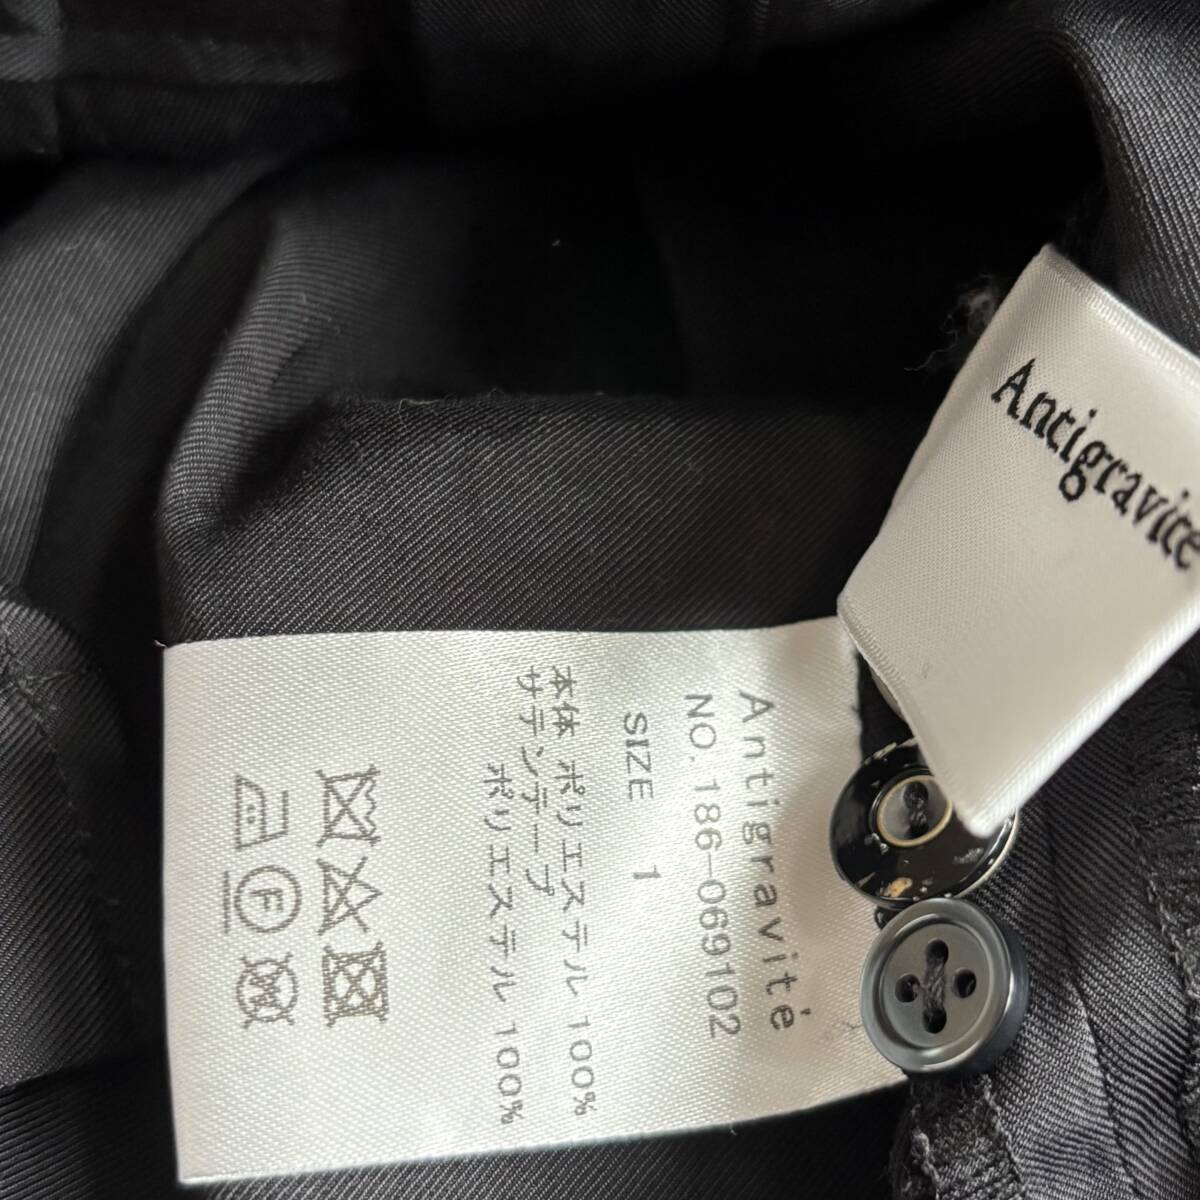 Antigravite
Antigravité
NO. 186-069102
SIZE 1
本体 ポリエステル 100%
サテンテープ
ポリエステル 100%
F
W